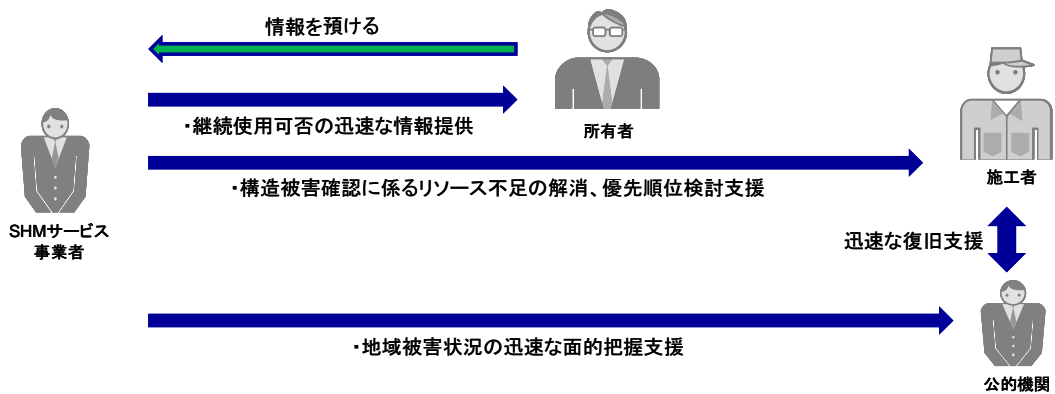 情報を預ける
所有者
・継続使用可否の迅速な情報提供
施工者
・構造被害確認に係るリソース不足の解消、優先順位検討支援
SHMサービス
事業者
迅速な復旧支援
・地域被害状況の迅速な面的把握支援
公的機関